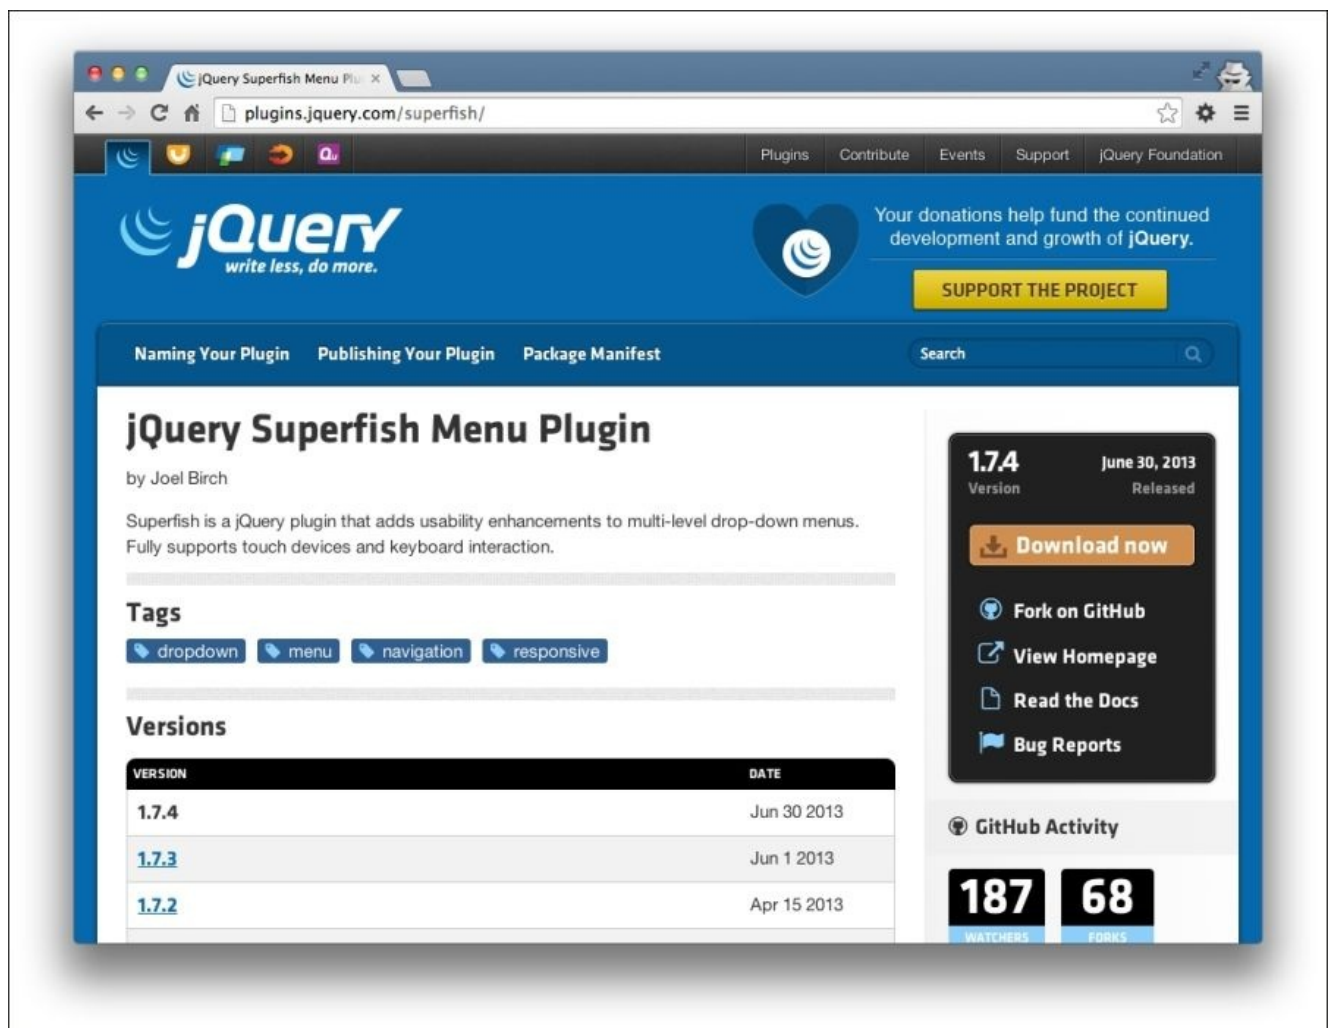 jQuery Superfish Menu Plu
plugins.jquery.com/superfish/
Plugins Contribute Events Support jQuery Foundation
jQuery
write less, do more.
Your donations help fund the continued
development and growth of jQuery.
SUPPORT THE PROJECT
Naming Your Plugin Publishing Your Plugin Package Manifest Search
jQuery Superfish Menu Plugin
by Joel Birch
Superfish is a jQuery plugin that adds usability enhancements to multi-level drop-down menus.
Fully supports touch devices and keyboard interaction.
Tags
dropdown menu navigation responsive
Versions
VERSION DATE
1.7.4 Jun 30 2013
1.7.3 Jun 1 2013
1.7.2 Apr 15 2013
1.7.4 June 30, 2013
Version Released
Download now
Fork on GitHub
View Homepage
Read the Docs
Bug Reports
GitHub Activity
187 68
WATCHERS FORKS